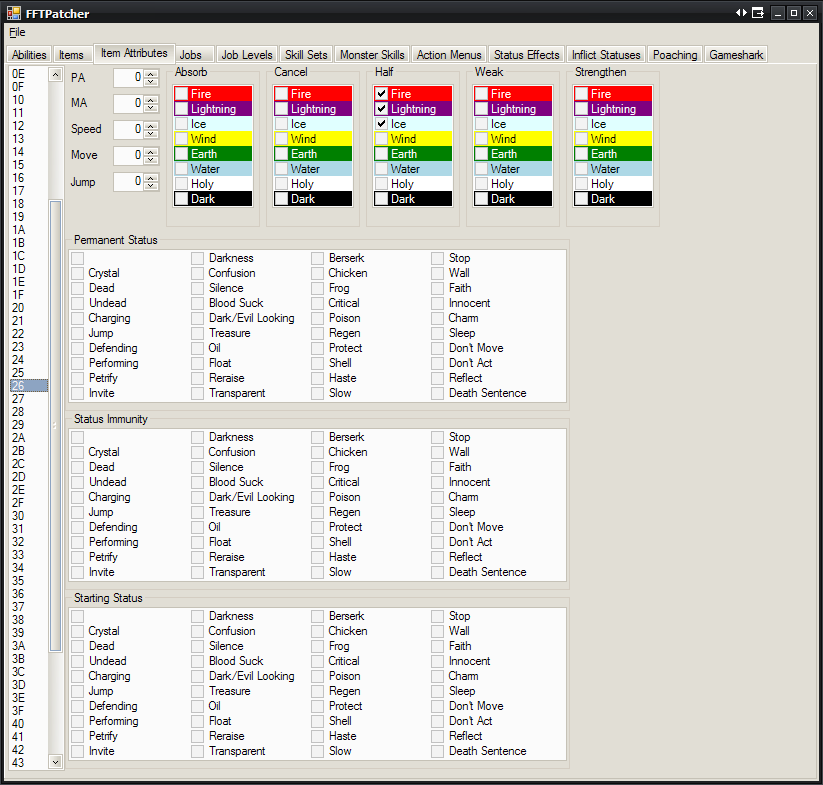 FFTPatcher
File
Abilities Items Item Attributes Jobs Job Levels Skill Sets Monster Skills Action Menus Status Effects Inflict Statuses Poaching Gameshark
0E
0F
10
11
12
13
14
15
16
17
18
19
1A
1B
1C
1D
1E
1F
20
21
22
23
24
25
26
27
28
29
2A
2B
2C
2D
2E
2F
30
31
32
33
34
35
36
37
38
39
3A
3B
3C
3D
3E
3F
40
41
42
43
PA 0
MA 0
Speed 0
Move 0
Jump 0
Absorb
Fire
Lightning
Ice
Wind
Earth
Water
Holy
Dark
Cancel
Fire
Lightning
Ice
Wind
Earth
Water
Holy
Dark
Half
Fire
Lightning
Ice
Wind
Earth
Water
Holy
Dark
Weak
Fire
Lightning
Ice
Wind
Earth
Water
Holy
Dark
Strengthen
Fire
Lightning
Ice
Wind
Earth
Water
Holy
Dark
Permanent Status
Darkness Berserk Stop
Crystal Confusion Chicken Wall
Dead Silence Frog Faith
Undead Blood Suck Critical Innocent
Charging Dark/Evil Looking Poison Charm
Jump Treasure Regen Sleep
Defending Oil Protect Don't Move
Performing Float Shell Don't Act
Petrify Reraise Haste Reflect
Invite Transparent Slow Death Sentence
Status Immunity
Darkness Berserk Stop
Crystal Confusion Chicken Wall
Dead Silence Frog Faith
Undead Blood Suck Critical Innocent
Charging Dark/Evil Looking Poison Charm
Jump Treasure Regen Sleep
Defending Oil Protect Don't Move
Performing Float Shell Don't Act
Petrify Reraise Haste Reflect
Invite Transparent Slow Death Sentence
Starting Status
Darkness Berserk Stop
Crystal Confusion Chicken Wall
Dead Silence Frog Faith
Undead Blood Suck Critical Innocent
Charging Dark/Evil Looking Poison Charm
Jump Treasure Regen Sleep
Defending Oil Protect Don't Move
Performing Float Shell Don't Act
Petrify Reraise Haste Reflect
Invite Transparent Slow Death Sentence